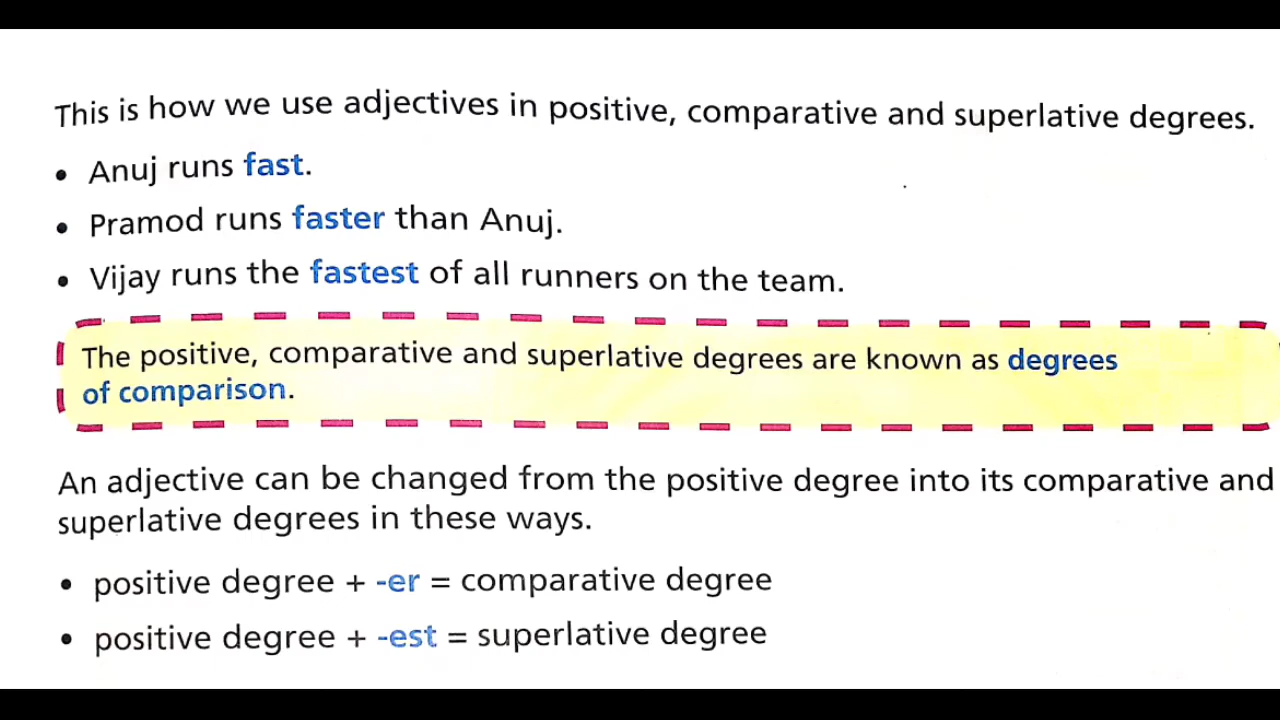 This is how we use adjectives in positive, comparative and superlative degrees.
• Anuj runs fast.
• Pramod runs faster than Anuj.
• Vijay runs the fastest of all runners on the team.
The positive, comparative and superlative degrees are known as degrees
of comparison.
An adjective can be changed from the positive degree into its comparative and
superlative degrees in these ways.
• positive degree + -er = comparative degree
• positive degree + -est = superlative degree